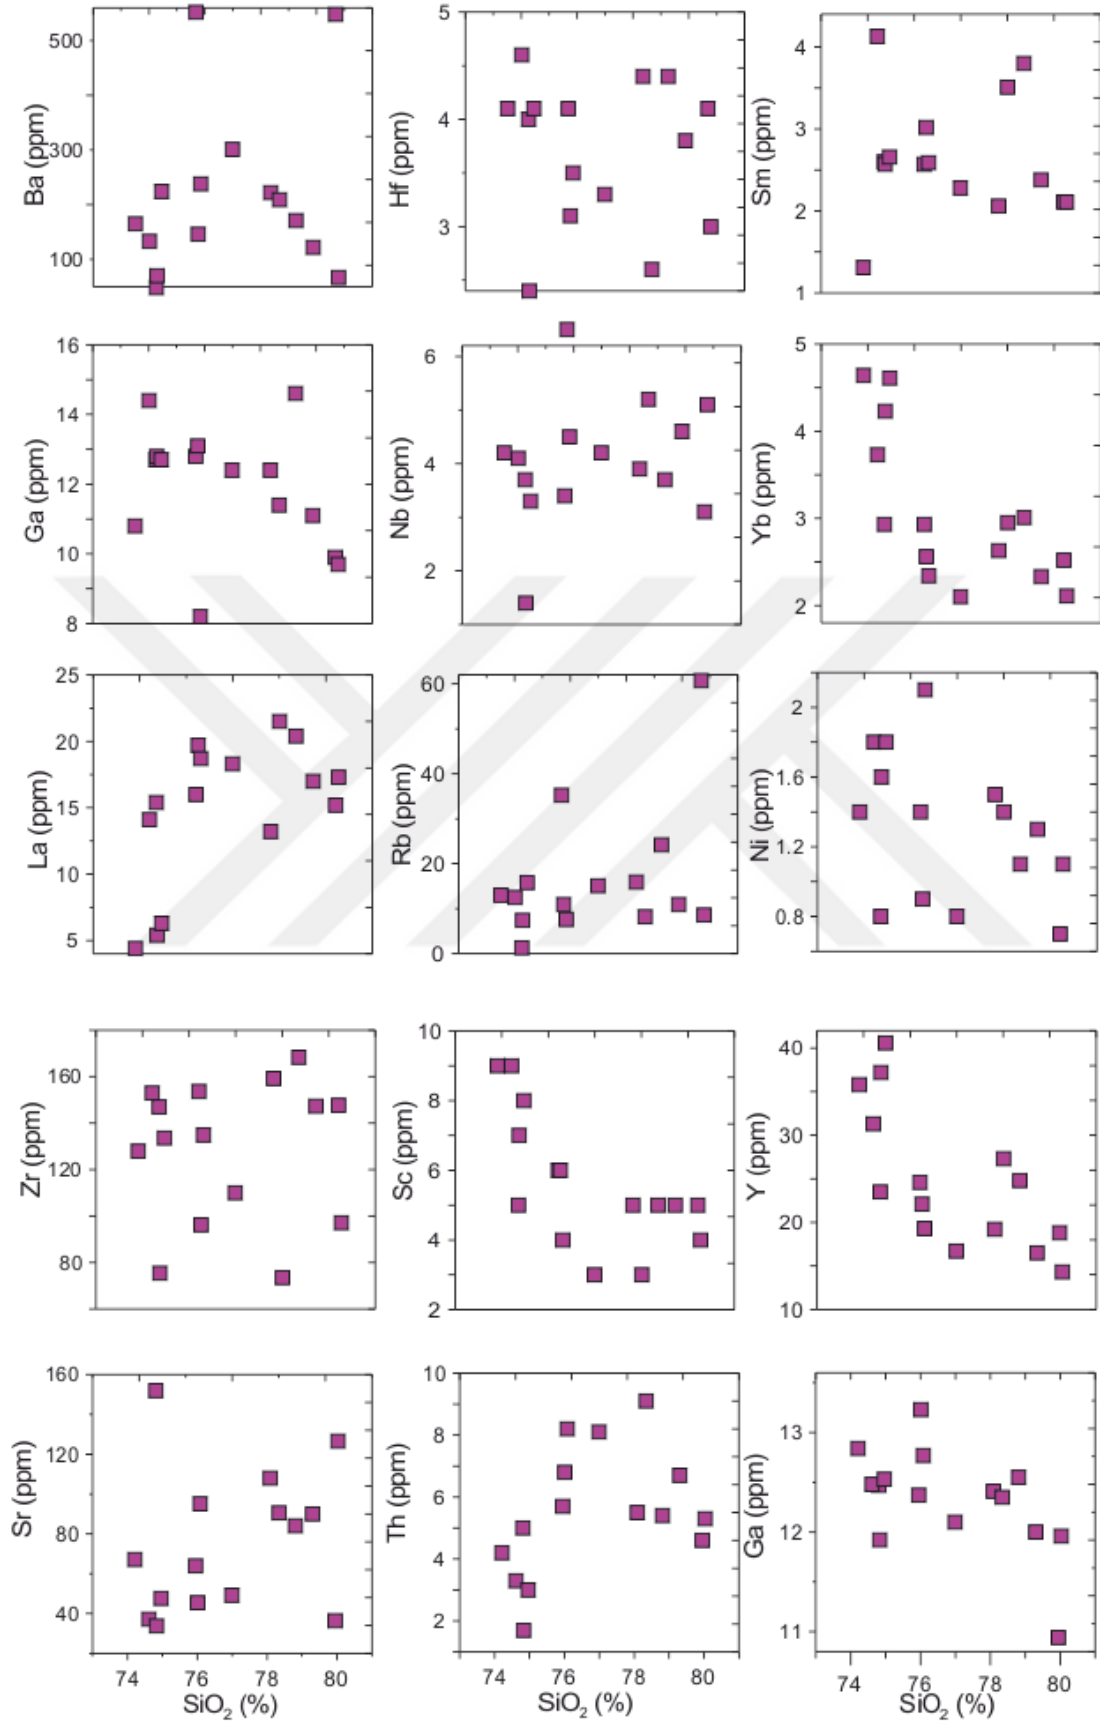 Ba (ppm)
500
300
100
Hf (ppm)
5
4
3
Sm (ppm)
4
3
2
1
Ga (ppm)
16
14
12
10
8
Nb (ppm)
6
4
2
Yb (ppm)
5
4
3
2
La (ppm)
25
20
15
10
5
Rb (ppm)
60
40
20
0
Ni (ppm)
2
1.6
1.2
0.8
Zr (ppm)
160
120
80
Sc (ppm)
10
8
6
4
2
Y (ppm)
40
30
20
10
Sr (ppm)
160
120
80
40
74 76 78 80
SiO₂ (%)
Th (ppm)
10
8
6
4
2
74 76 78 80
SiO₂ (%)
Ga (ppm)
13
12
11
74 76 78 80
SiO₂ (%)